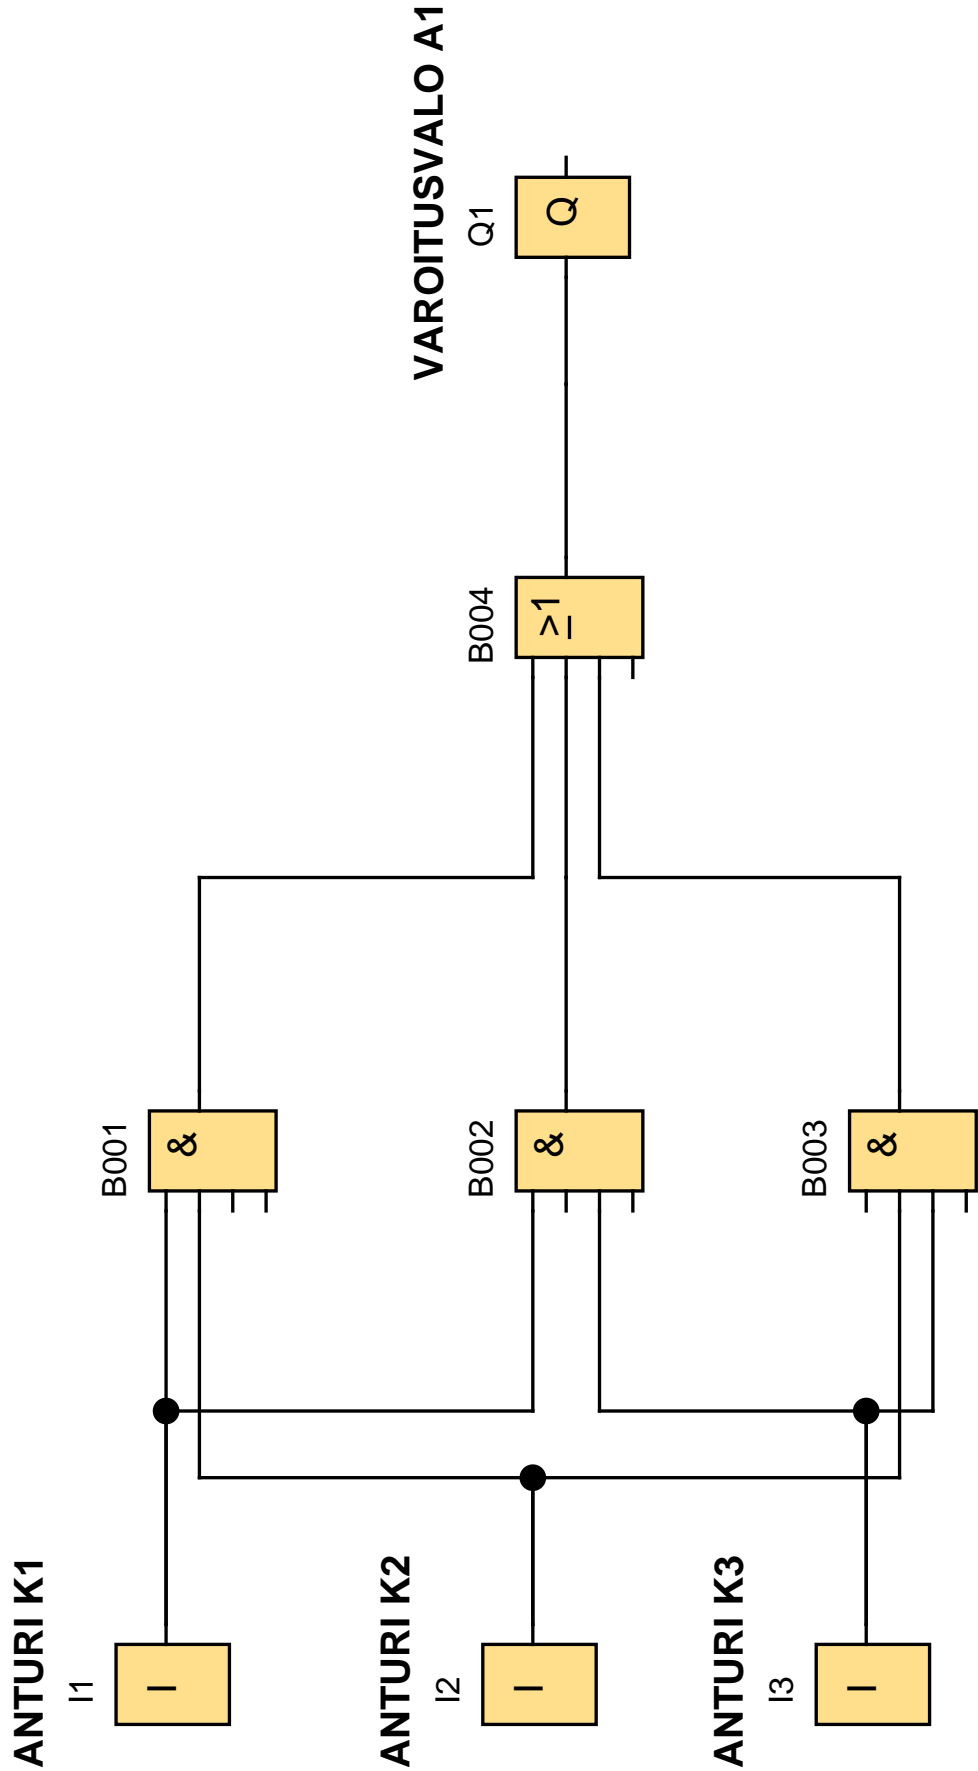 ANTURI K1
I1
I
ANTURI K2
I2
I
ANTURI K3
I3
I
B001
&
B002
&
B003
&
B004
≥1
VAROITUSVALO A1
Q1
Q